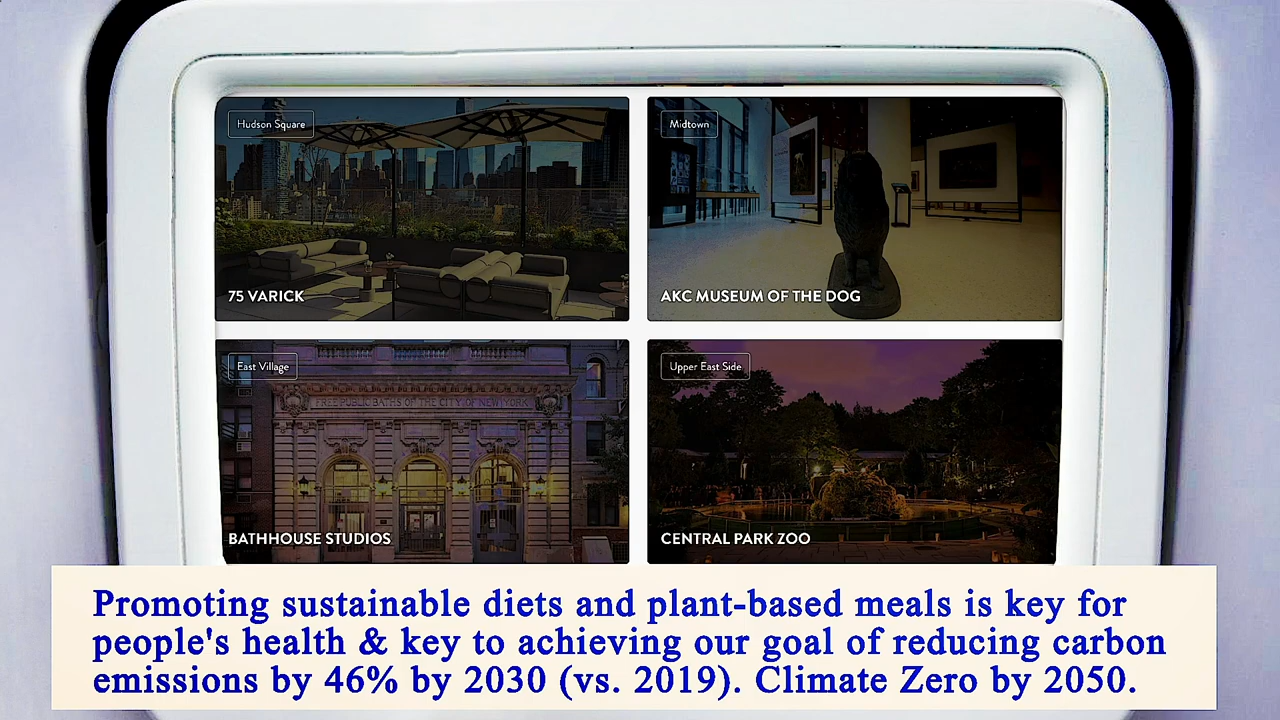 Hudson Square
75 VARICK
Midtown
AKC MUSEUM OF THE DOG
East Village
FREE PUBLIC BATHS OF THE CITY OF NEW YORK
BATHHOUSE STUDIOS
Upper East Side
CENTRAL PARK ZOO
Promoting sustainable diets and plant-based meals is key for
people's health & key to achieving our goal of reducing carbon
emissions by 46% by 2030 (vs. 2019). Climate Zero by 2050.